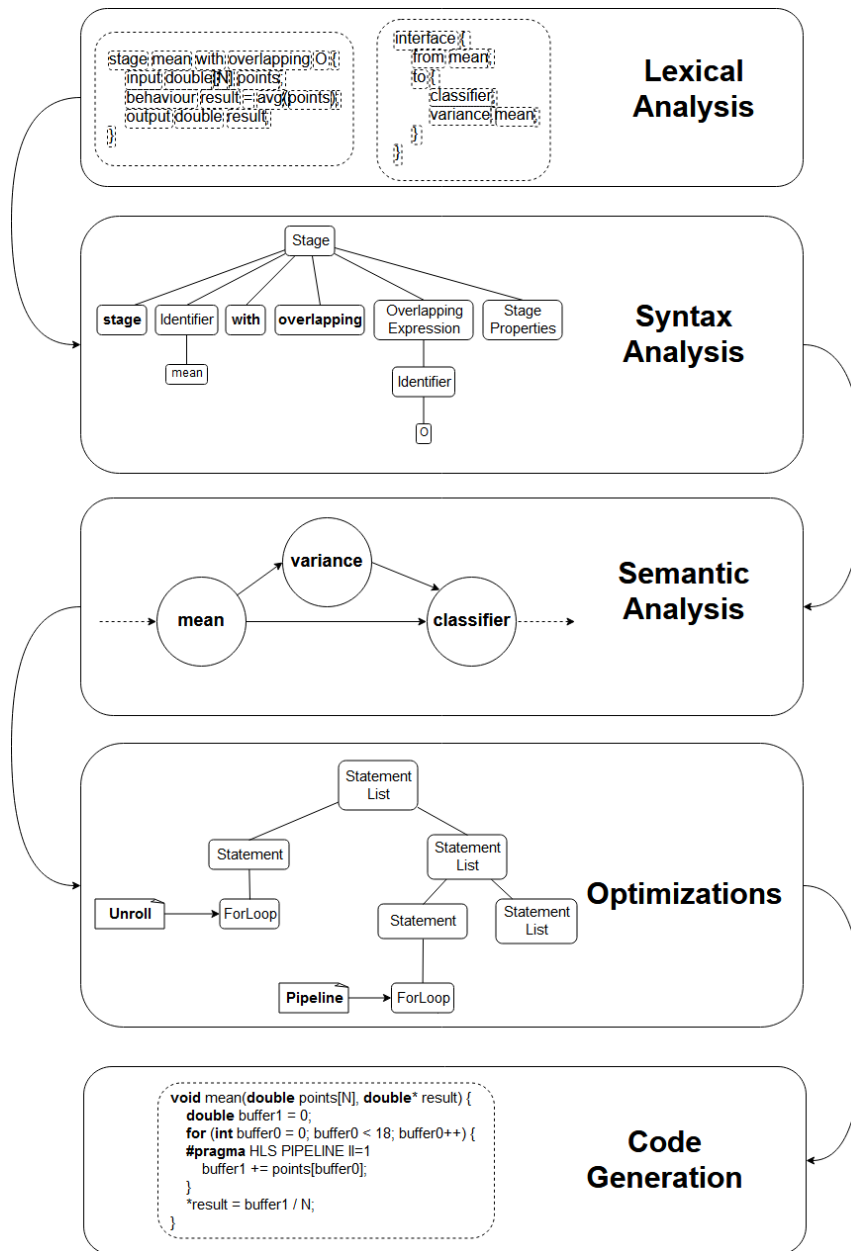 stage mean with overlapping O {
input double[N] points;
behaviour result = avg(points);
output double result;
}
interface {
from mean;
to {
classifier;
variance mean;
}
}
Lexical
Analysis
Stage
stage
Identifier
with
overlapping
Overlapping
Expression
Stage
Properties
mean
Identifier
O
Syntax
Analysis
variance
mean
classifier
Semantic
Analysis
Statement
List
Statement
Statement
List
Unroll
ForLoop
Statement
Statement
List
Pipeline
ForLoop
Optimizations
void mean(double points[N], double* result) {
double buffer1 = 0;
for (int buffer0 = 0; buffer0 < 18; buffer0++) {
#pragma HLS PIPELINE II=1
buffer1 += points[buffer0];
}
*result = buffer1 / N;
}
Code
Generation